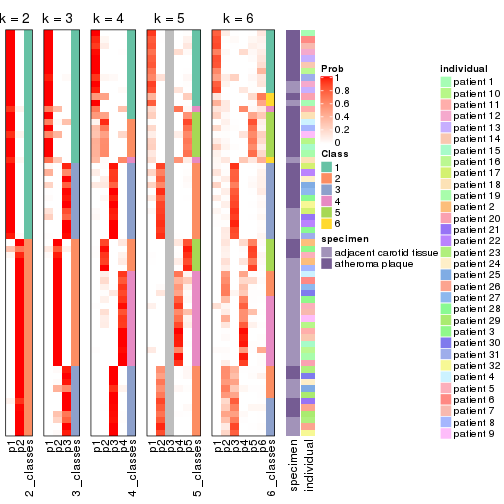 k = 2
k = 3
k = 4
k = 5
k = 6
p1
p2
2_classes
p1
p2
p3
3_classes
p1
p2
p3
p4
4_classes
p1
p2
p3
p4
p5
5_classes
p1
p2
p3
p4
p5
p6
6_classes
specimen
individual
Prob
1
0.8
0.6
0.4
0.2
0
Class
1
2
3
4
5
6
specimen
adjacent carotid tissue
atheroma plaque
individual
patient 1
patient 10
patient 11
patient 12
patient 13
patient 14
patient 15
patient 16
patient 17
patient 18
patient 19
patient 2
patient 20
patient 21
patient 22
patient 23
patient 24
patient 25
patient 26
patient 27
patient 28
patient 29
patient 3
patient 30
patient 31
patient 32
patient 4
patient 5
patient 6
patient 7
patient 8
patient 9